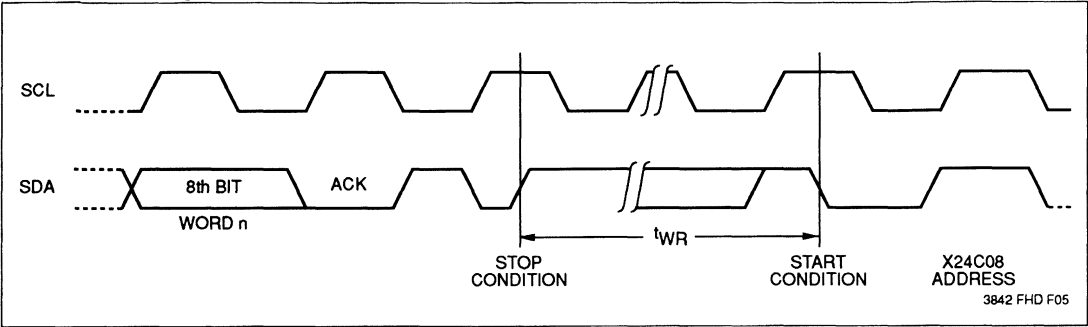 SCL
SDA
8th BIT
ACK
WORD n
tWR
STOP
CONDITION
START
CONDITION
X24C08
ADDRESS
3842 FHD F05